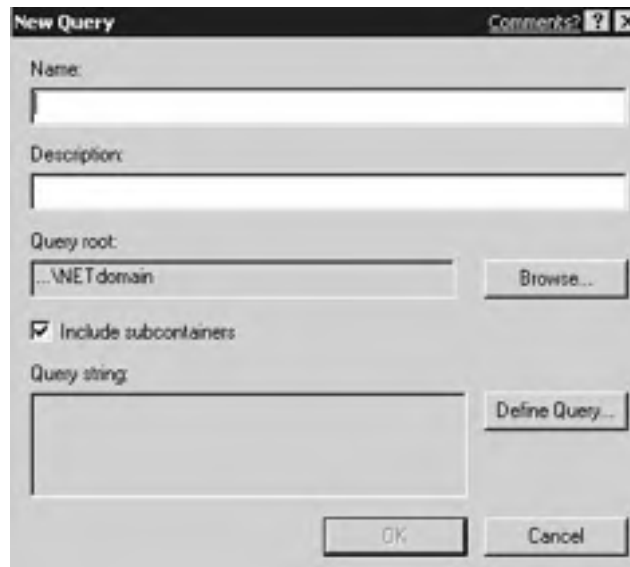 New Query Comments? ? X
Name:
Description:
Query root:
...\NETdomain Browse...
Include subcontainers
Query string:
Define Query...
OK Cancel